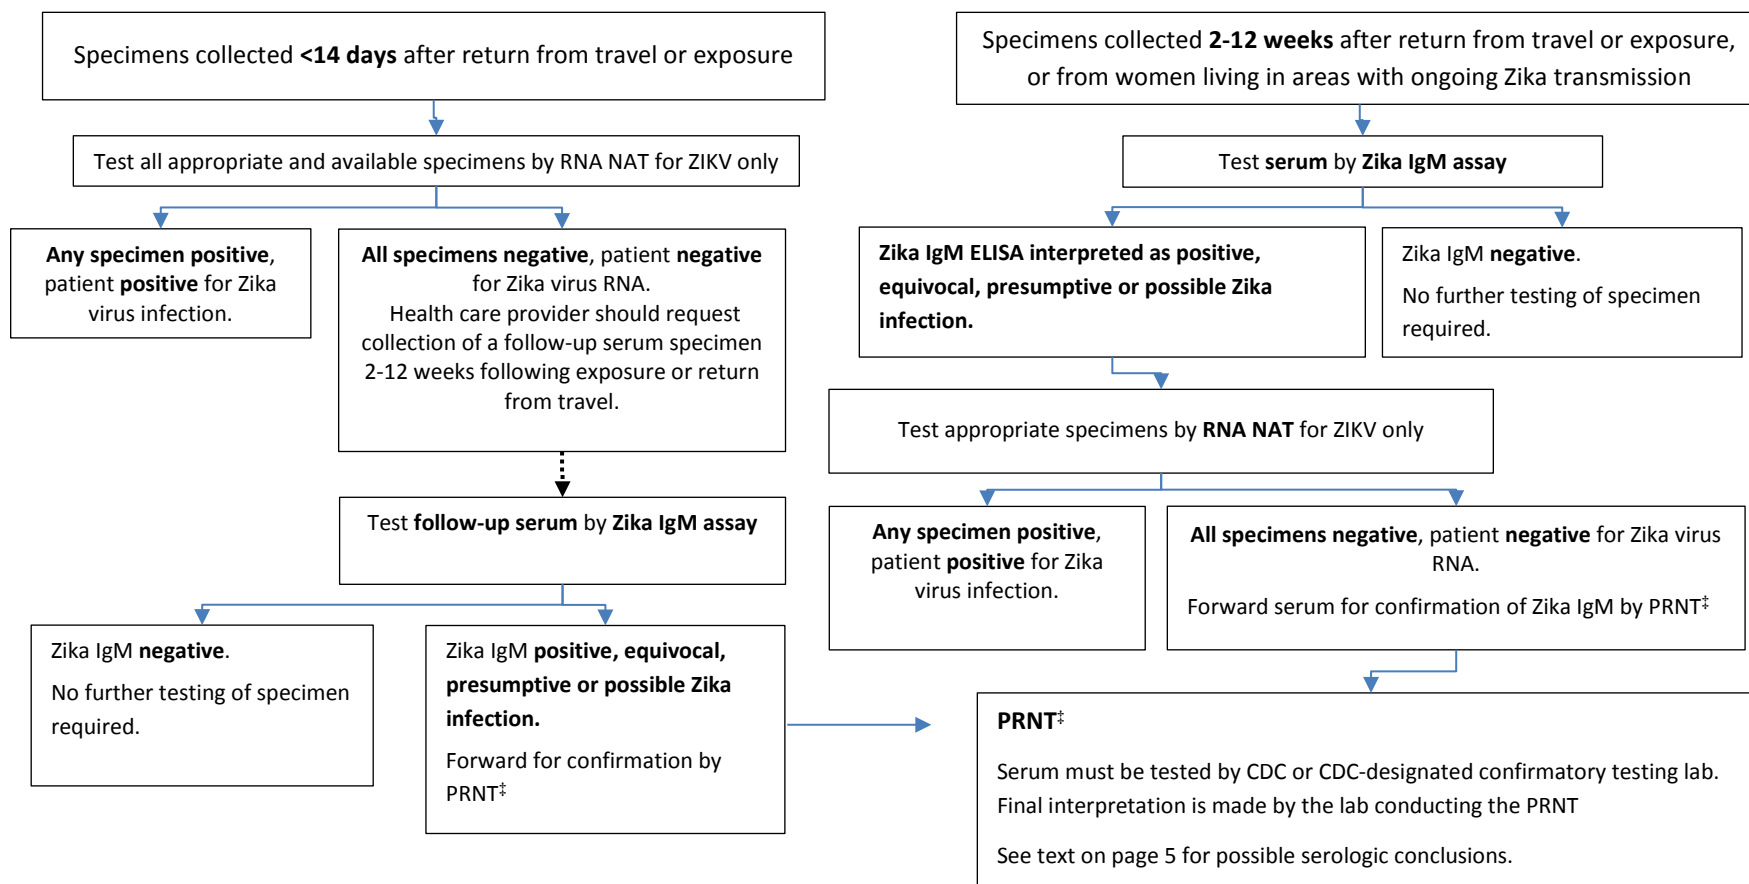 Specimens collected <14 days after return from travel or exposure
Test all appropriate and available specimens by RNA NAT for ZIKV only
Any specimen positive,
patient positive for Zika
virus infection.
All specimens negative, patient negative
for Zika virus RNA.
Health care provider should request
collection of a follow-up serum specimen
2-12 weeks following exposure or return
from travel.
Test follow-up serum by Zika IgM assay
Zika IgM negative.
No further testing of specimen
required.
Zika IgM positive, equivocal,
presumptive or possible Zika
infection.
Forward for confirmation by
PRNT‡
Specimens collected 2-12 weeks after return from travel or exposure,
or from women living in areas with ongoing Zika transmission
Test serum by Zika IgM assay
Zika IgM ELISA interpreted as positive,
equivocal, presumptive or possible Zika
infection.
Zika IgM negative.
No further testing of specimen
required.
Test appropriate specimens by RNA NAT for ZIKV only
Any specimen positive,
patient positive for Zika
virus infection.
All specimens negative, patient negative for Zika virus
RNA.
Forward serum for confirmation of Zika IgM by PRNT‡
PRNT‡
Serum must be tested by CDC or CDC-designated confirmatory testing lab.
Final interpretation is made by the lab conducting the PRNT
See text on page 5 for possible serologic conclusions.